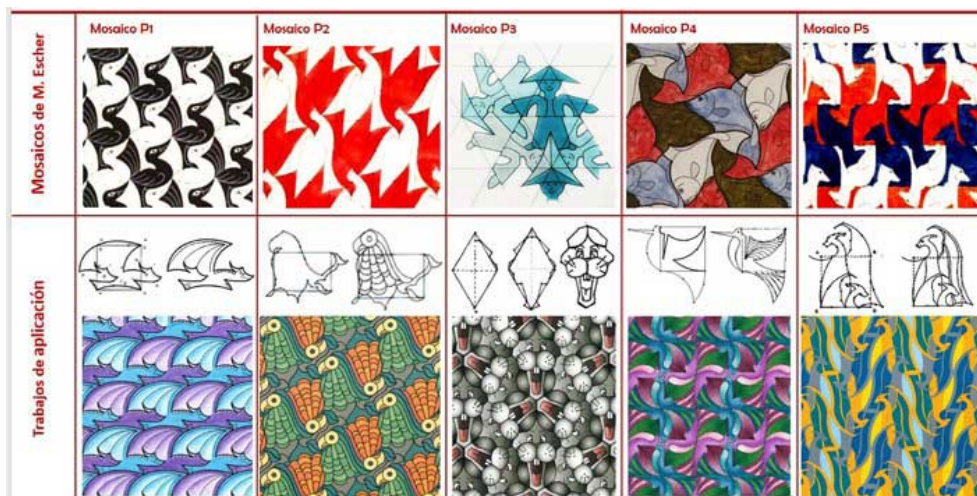 Mosaicos de M. Escher
Mosaico P1
Mosaico P2
Mosaico P3
Mosaico P4
Mosaico P5
Trabajos de aplicación